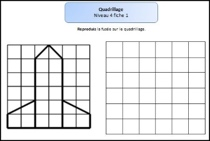 Quadrillage
Niveau 4 fiche 1
Reproduis la fusée sur le quadrillage.